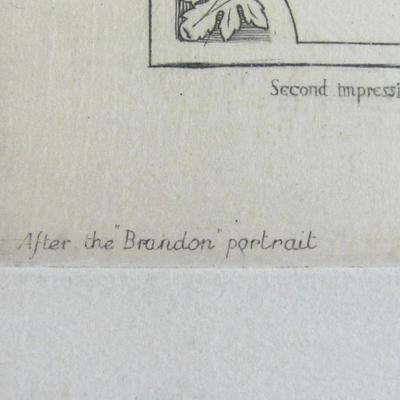 Second impressi
After the "Brandon" portrait